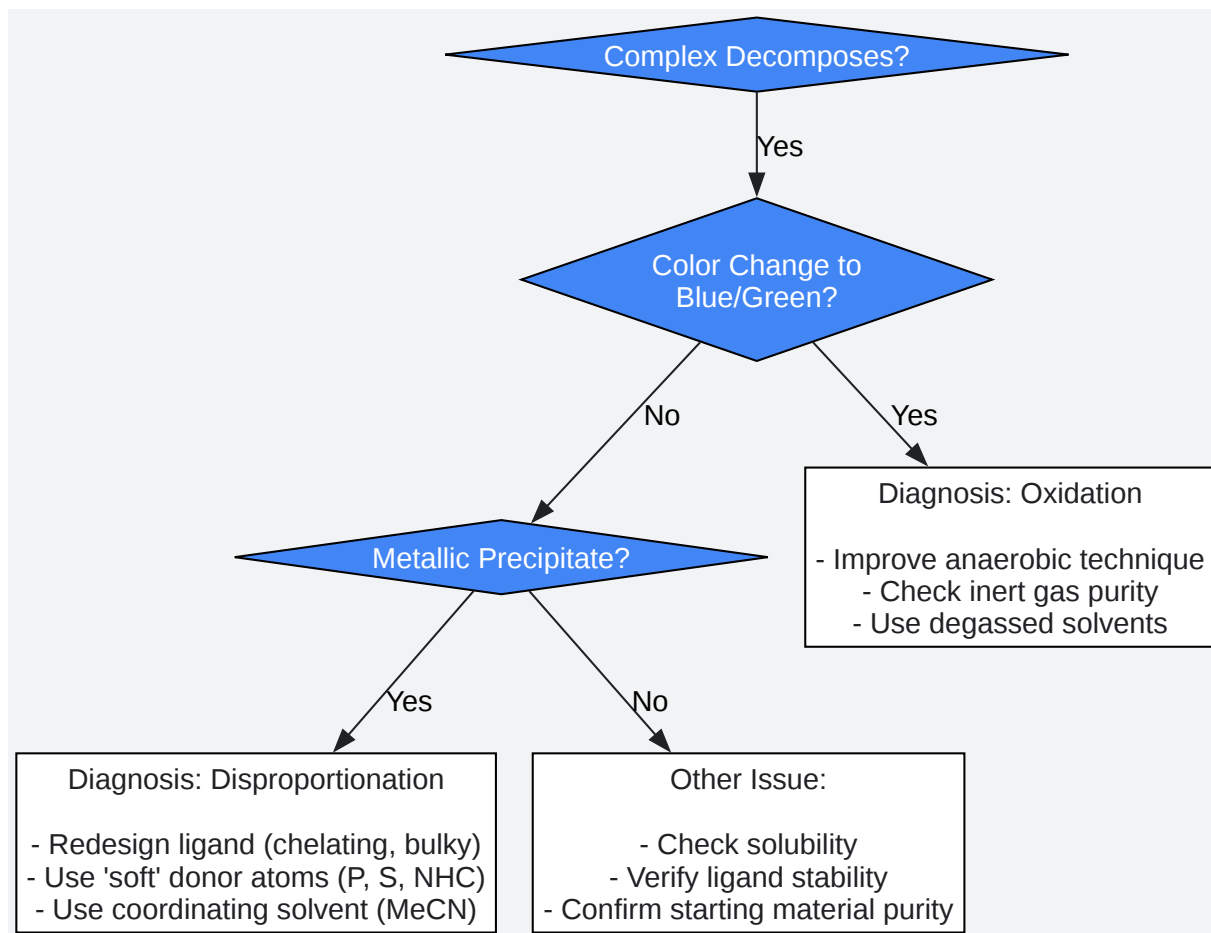 Complex Decomposes?
Yes
Color Change to
Blue/Green?
No
Yes
Diagnosis: Oxidation
- Improve anaerobic technique
- Check inert gas purity
- Use degassed solvents
Metallic Precipitate?
Yes
No
Diagnosis: Disproportionation
- Redesign ligand (chelating, bulky)
- Use 'soft' donor atoms (P, S, NHC)
- Use coordinating solvent (MeCN)
Other Issue:
- Check solubility
- Verify ligand stability
- Confirm starting material purity